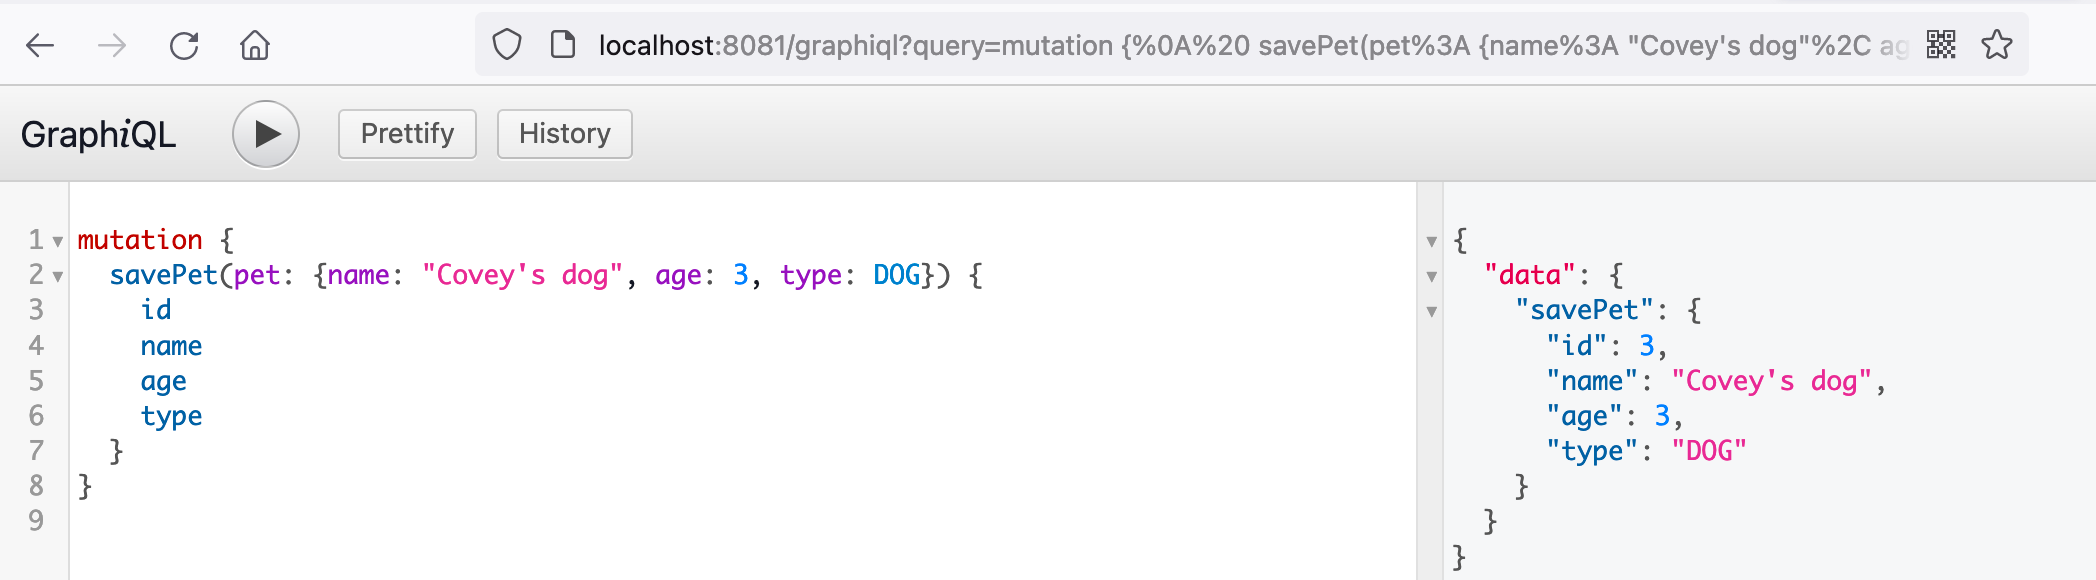 localhost:8081/graphiql?query=mutation {%0A%20 savePet(pet%3A {name%3A "Covey's dog"%2C ag
GraphiQL Prettify History
1 mutation {
2 savePet(pet: {name: "Covey's dog", age: 3, type: DOG}) {
3 id
4 name
5 age
6 type
7 }
8 }
9
{
"data": {
"savePet": {
"id": 3,
"name": "Covey's dog",
"age": 3,
"type": "DOG"
}
}
}